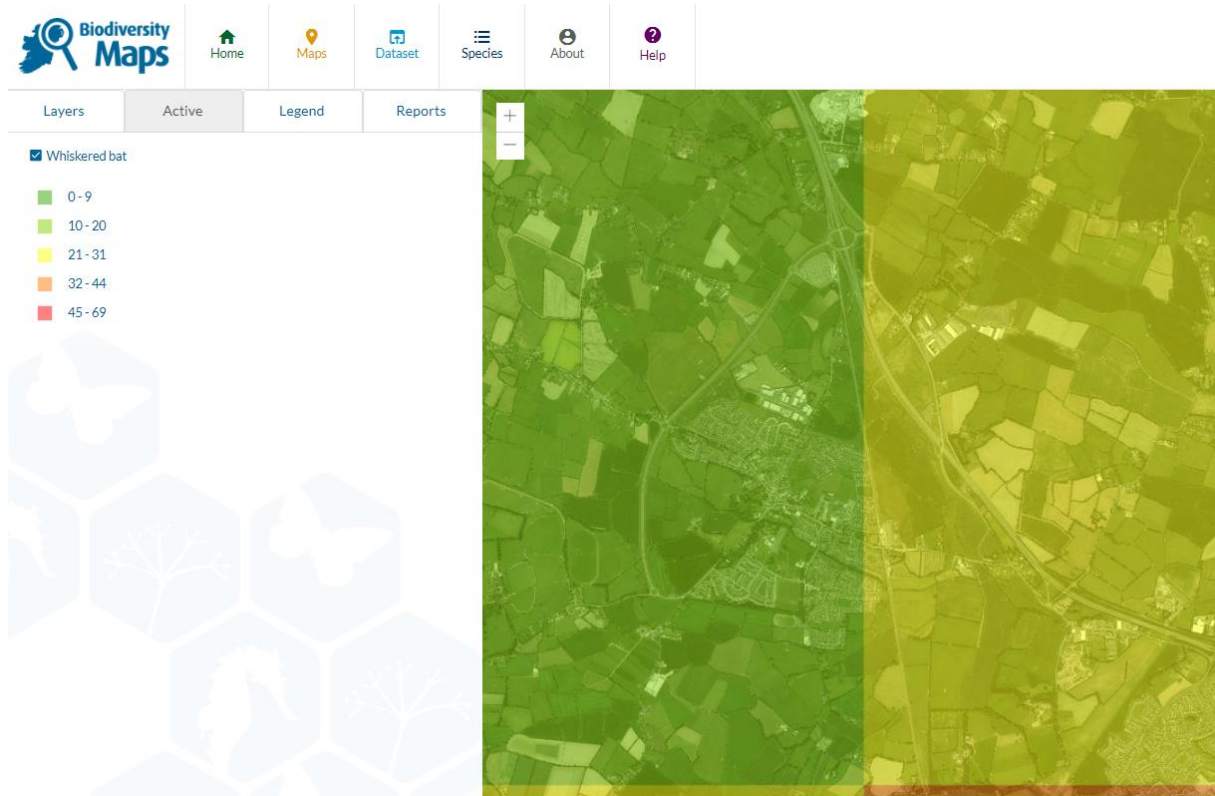 Biodiversity
Maps
Home
Maps
Dataset
Species
About
Help
Layers
Active
Legend
Reports
+
−
Whiskered bat
0 - 9
10 - 20
21 - 31
32 - 44
45 - 69